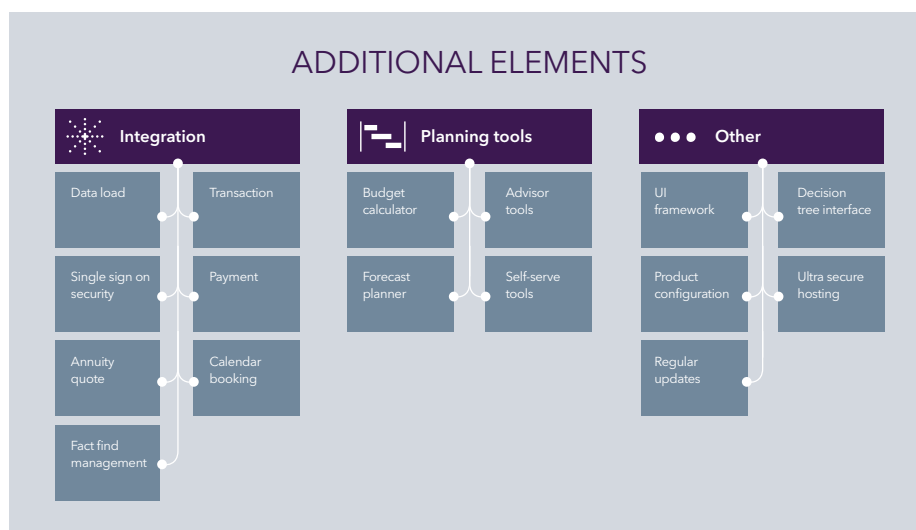 ADDITIONAL ELEMENTS
Integration
Data load
Transaction
Single sign on
security
Payment
Annuity
quote
Calendar
booking
Fact find
management
Planning tools
Budget
calculator
Advisor
tools
Forecast
planner
Self-serve
tools
Other
UI
framework
Decision
tree interface
Product
configuration
Ultra secure
hosting
Regular
updates